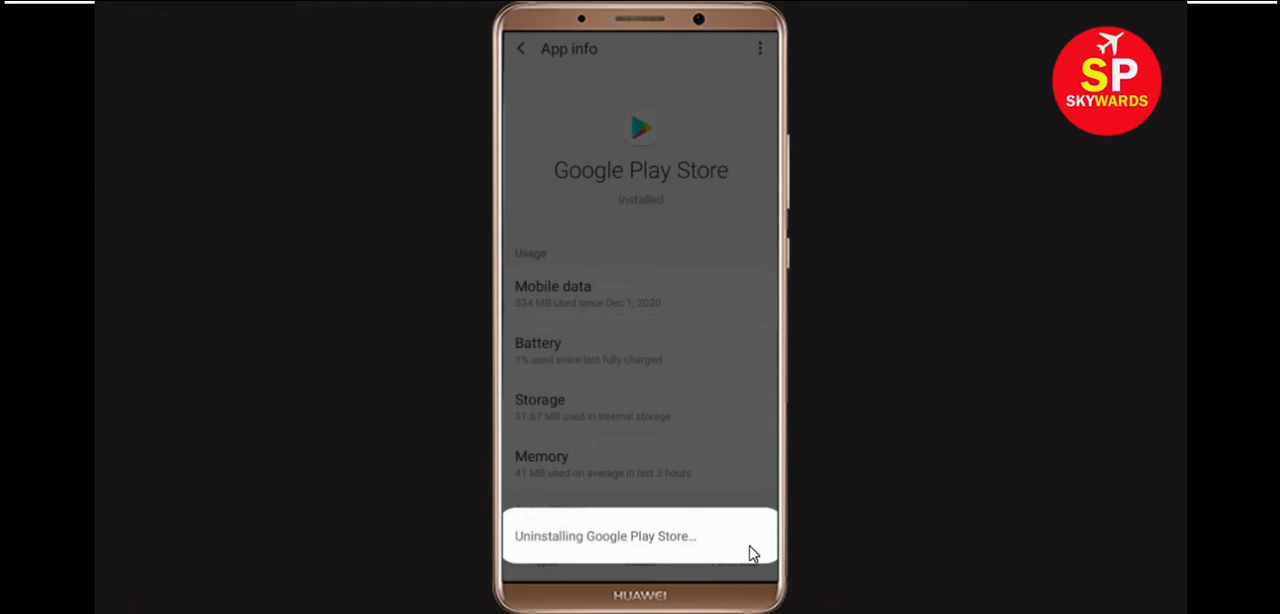 App info
SP
SKYWARDS
Google Play Store
Installed
Usage
Mobile data
534 MB used since Dec 1, 2020
Battery
1% used since last fully charged
Storage
51.67 MB used in internal storage
Memory
41 MB used on average in last 3 hours
Uninstalling Google Play Store...
HUAWEI